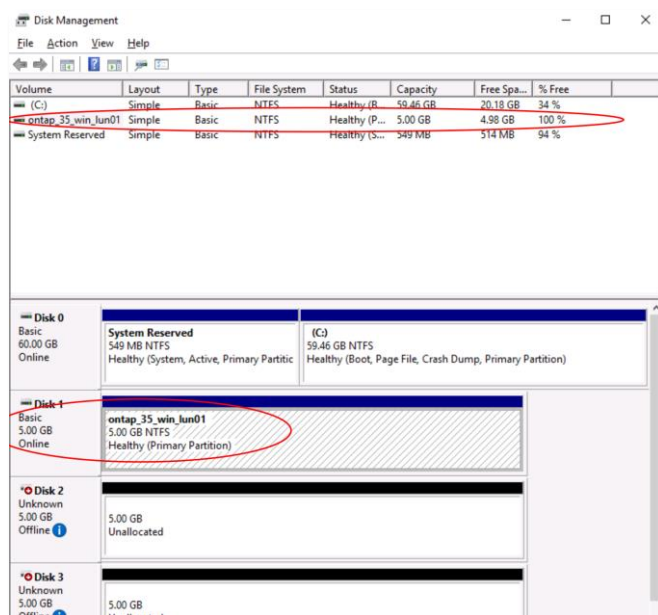 Disk Management
File Action View Help
Volume Layout Type File System Status Capacity Free Spa... % Free
(C:) Simple Basic NTFS Healthy (B... 59.46 GB 20.18 GB 34 %
ontap_35_win_lun01 Simple Basic NTFS Healthy (P... 5.00 GB 4.98 GB 100 %
System Reserved Simple Basic NTFS Healthy (S... 549 MB 514 MB 94 %
Disk 0
Basic
60.00 GB
Online
System Reserved
549 MB NTFS
Healthy (System, Active, Primary Partitic
(C:)
59.46 GB NTFS
Healthy (Boot, Page File, Crash Dump, Primary Partition)
Disk 1
Basic
5.00 GB
Online
ontap_35_win_lun01
5.00 GB NTFS
Healthy (Primary Partition)
Disk 2
Unknown
5.00 GB
Offline
5.00 GB
Unallocated
Disk 3
Unknown
5.00 GB
Offline
5.00 GB